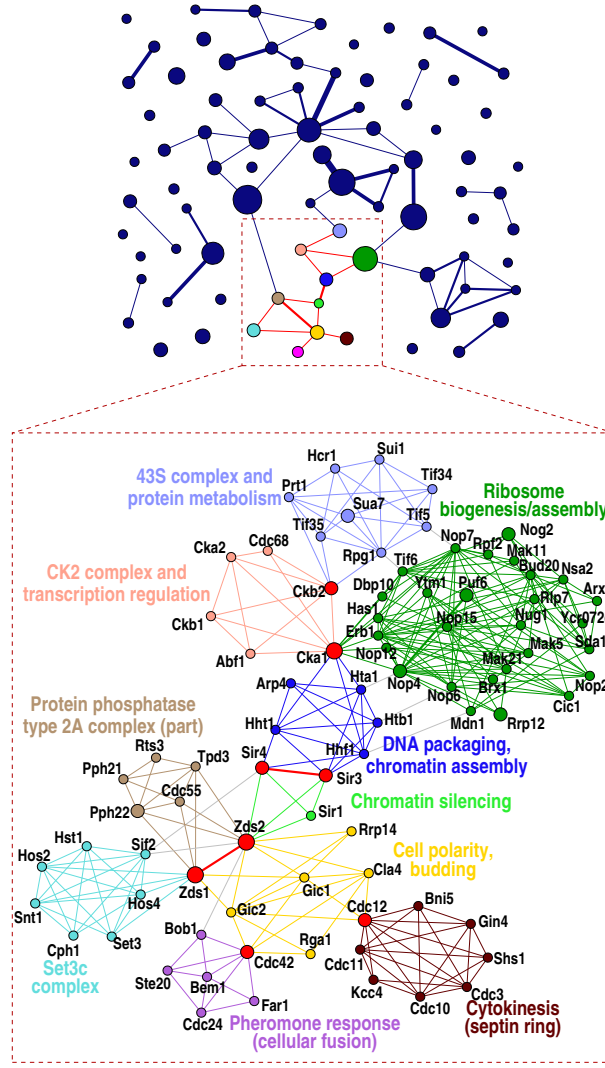 Sui1
Hcr1
43S complex and
protein metabolism
Prt1
Tif34
Sua7
Ribosome
biogenesis/assembly
Tif35
Tif5
Nog2
Nop7
Rpf2
Cka2
Cdc68
Rpg1
Tif6
Mak11
Bud20
Nsa2
CK2 complex and
transcription regulation
Ckb2
Dbp10
Ytm1
Puf6
Rlp7
Arx
Has1
Nop15
Nug1
Ycr072
Ckb1
Erb1
Nop12
Mak5
Sda1
Abf1
Cka1
Mak21
Arp4
Hta1
Nop4
Nop6
Brx1
Nop2
Cic1
Protein phosphatase
type 2A complex (part)
Hht1
Htb1
Mdn1
Rrp12
Rts3
Tpd3
Sir4
Hhf1
DNA packaging,
chromatin assembly
Pph21
Sir3
Cdc55
Chromatin silencing
Pph22
Sir1
Zds2
Rrp14
Hst1
Sif2
Cell polarity,
budding
Hos2
Cla4
Zds1
Gic1
Hos4
Bni5
Snt1
Gic2
Cdc12
Gin4
Cph1
Set3
Bob1
Rga1
Set3c
complex
Cdc42
Cdc11
Shs1
Ste20
Bem1
Kcc4
Cdc3
Far1
Cdc10
Cdc24
Pheromone response
(cellular fusion)
Cytokinesis
(septin ring)